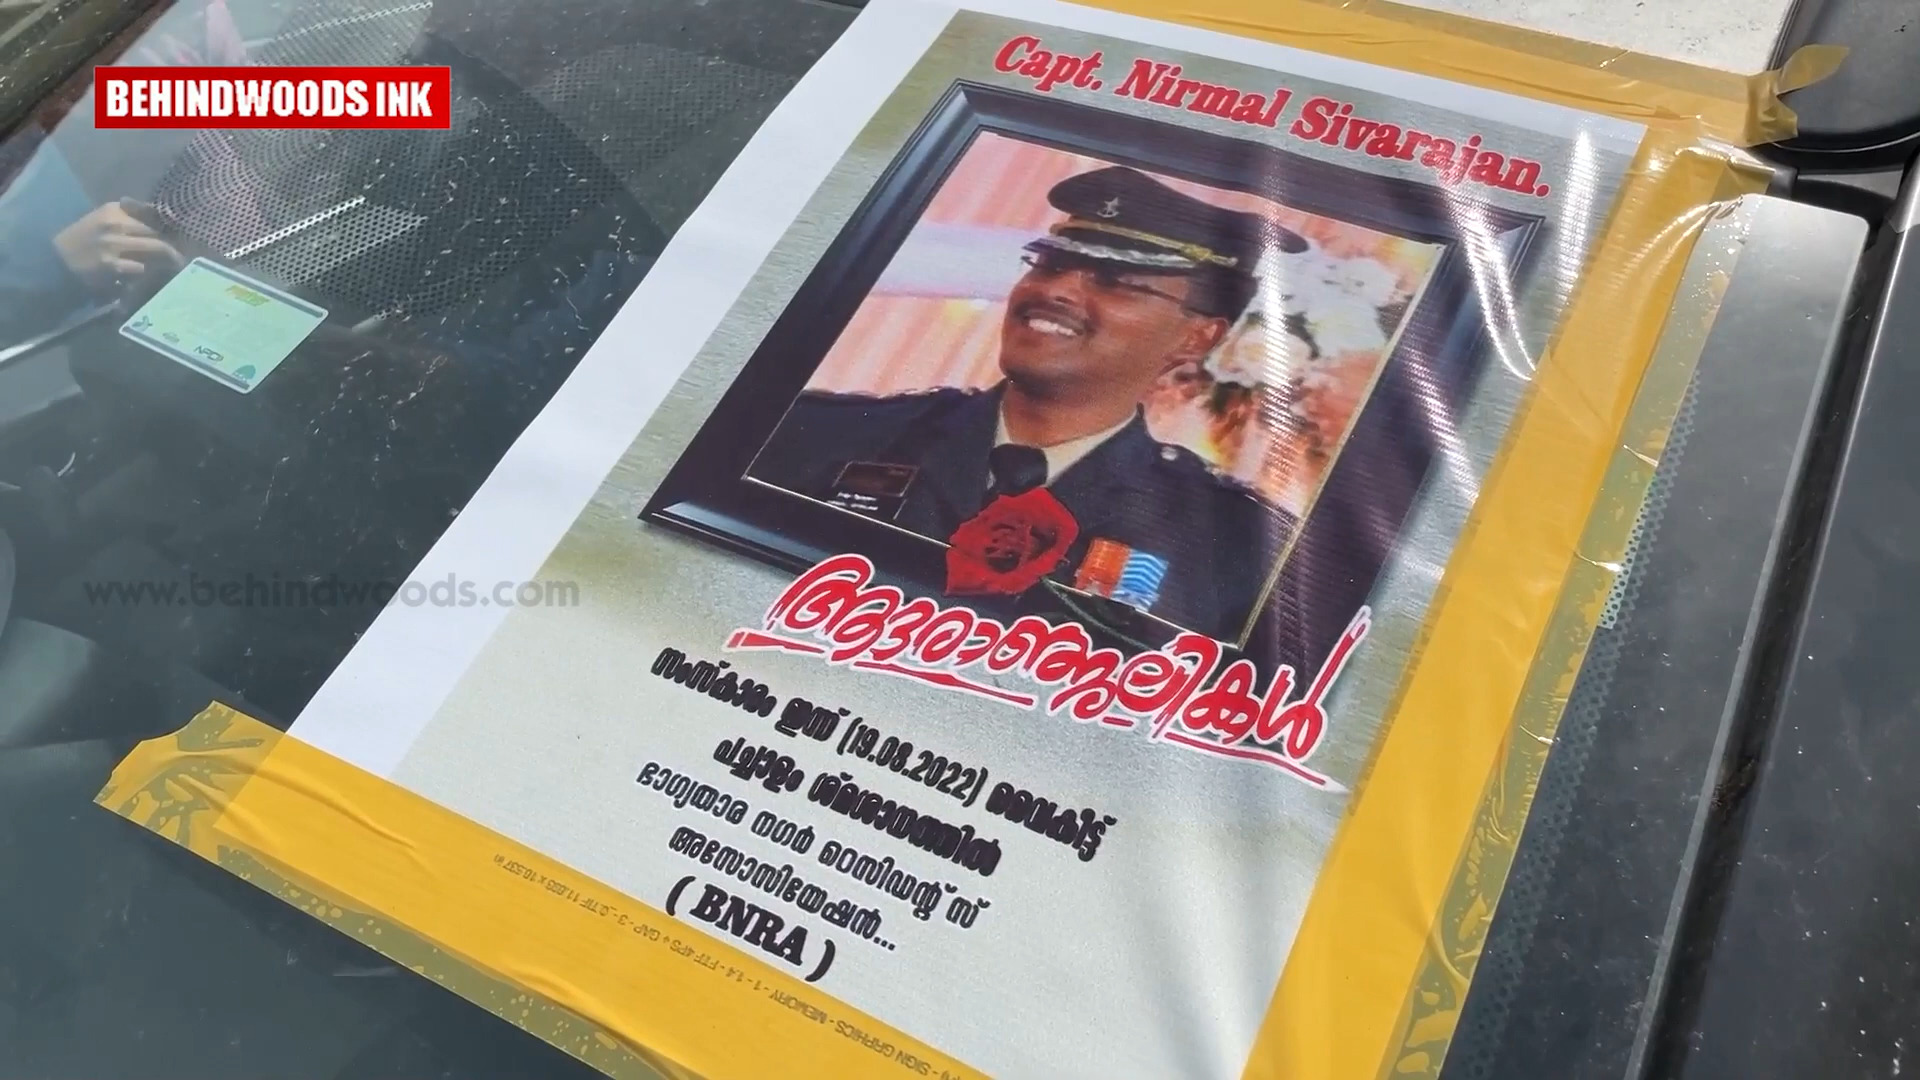 BEHINDWOODS INK
Capt. Nirmal Sivarajan.
ആദരാഞ്ജലികൾ
സംസ്കാരം ഇന്ന് (19.08.2022) വൈകിട്ട്
പച്ചാളം ശ്മശാനത്തിൽ
ഭാഗ്യതാര നഗർ റെസിഡന്റ്സ്
അസോസിയേഷൻ...
( BNRA )
www.behindwoods.com